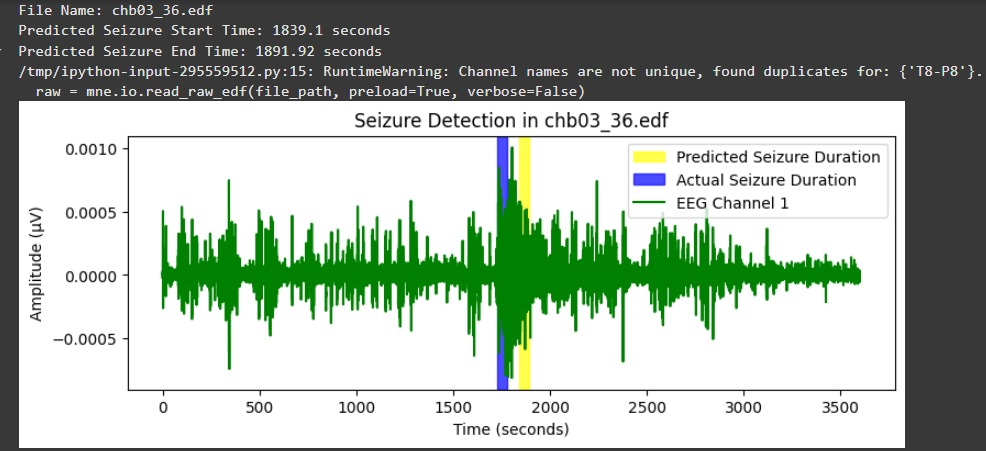 File Name: chb03_36.edf
Predicted Seizure Start Time: 1839.1 seconds
Predicted Seizure End Time: 1891.92 seconds
/tmp/ipython-input-295559512.py:15: RuntimeWarning: Channel names are not unique, found duplicates for: {'T8-P8'}.
raw = mne.io.read_raw_edf(file_path, preload=True, verbose=False)
Seizure Detection in chb03_36.edf
Predicted Seizure Duration
Actual Seizure Duration
EEG Channel 1
Amplitude (µV)
0.0010
0.0005
0.0000
−0.0005
0 500 1000 1500 2000 2500 3000 3500
Time (seconds)